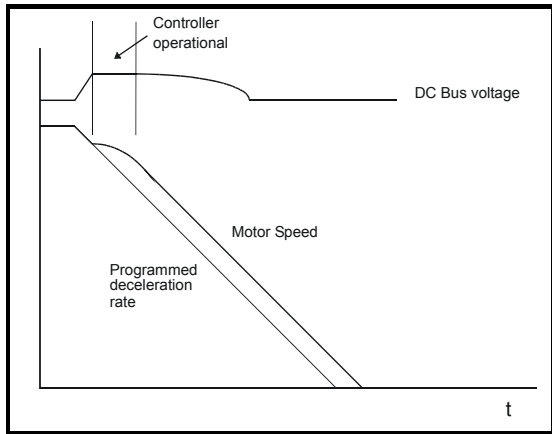 Controller
operational
DC Bus voltage
Motor Speed
Programmed
deceleration
rate
t